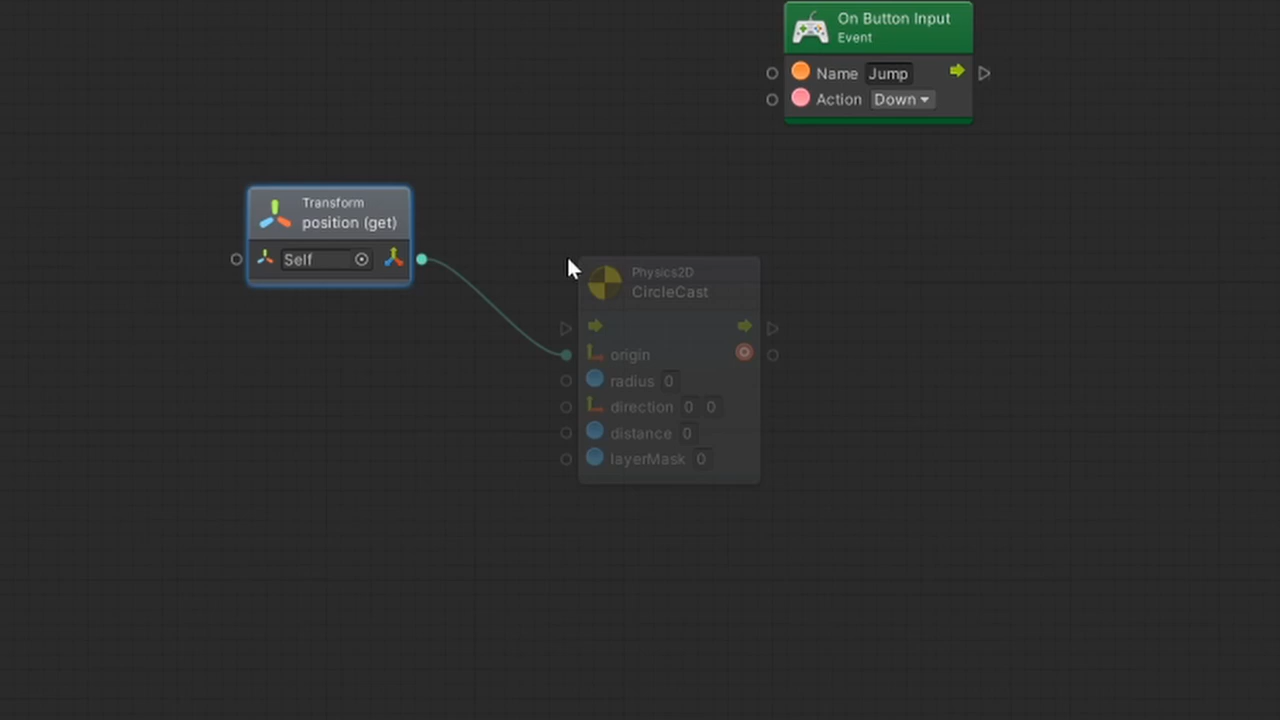 On Button Input
Event
Name Jump
Action Down
Transform
position (get)
Self
Physics2D
CircleCast
origin
radius 0
direction 0 0
distance 0
layerMask 0